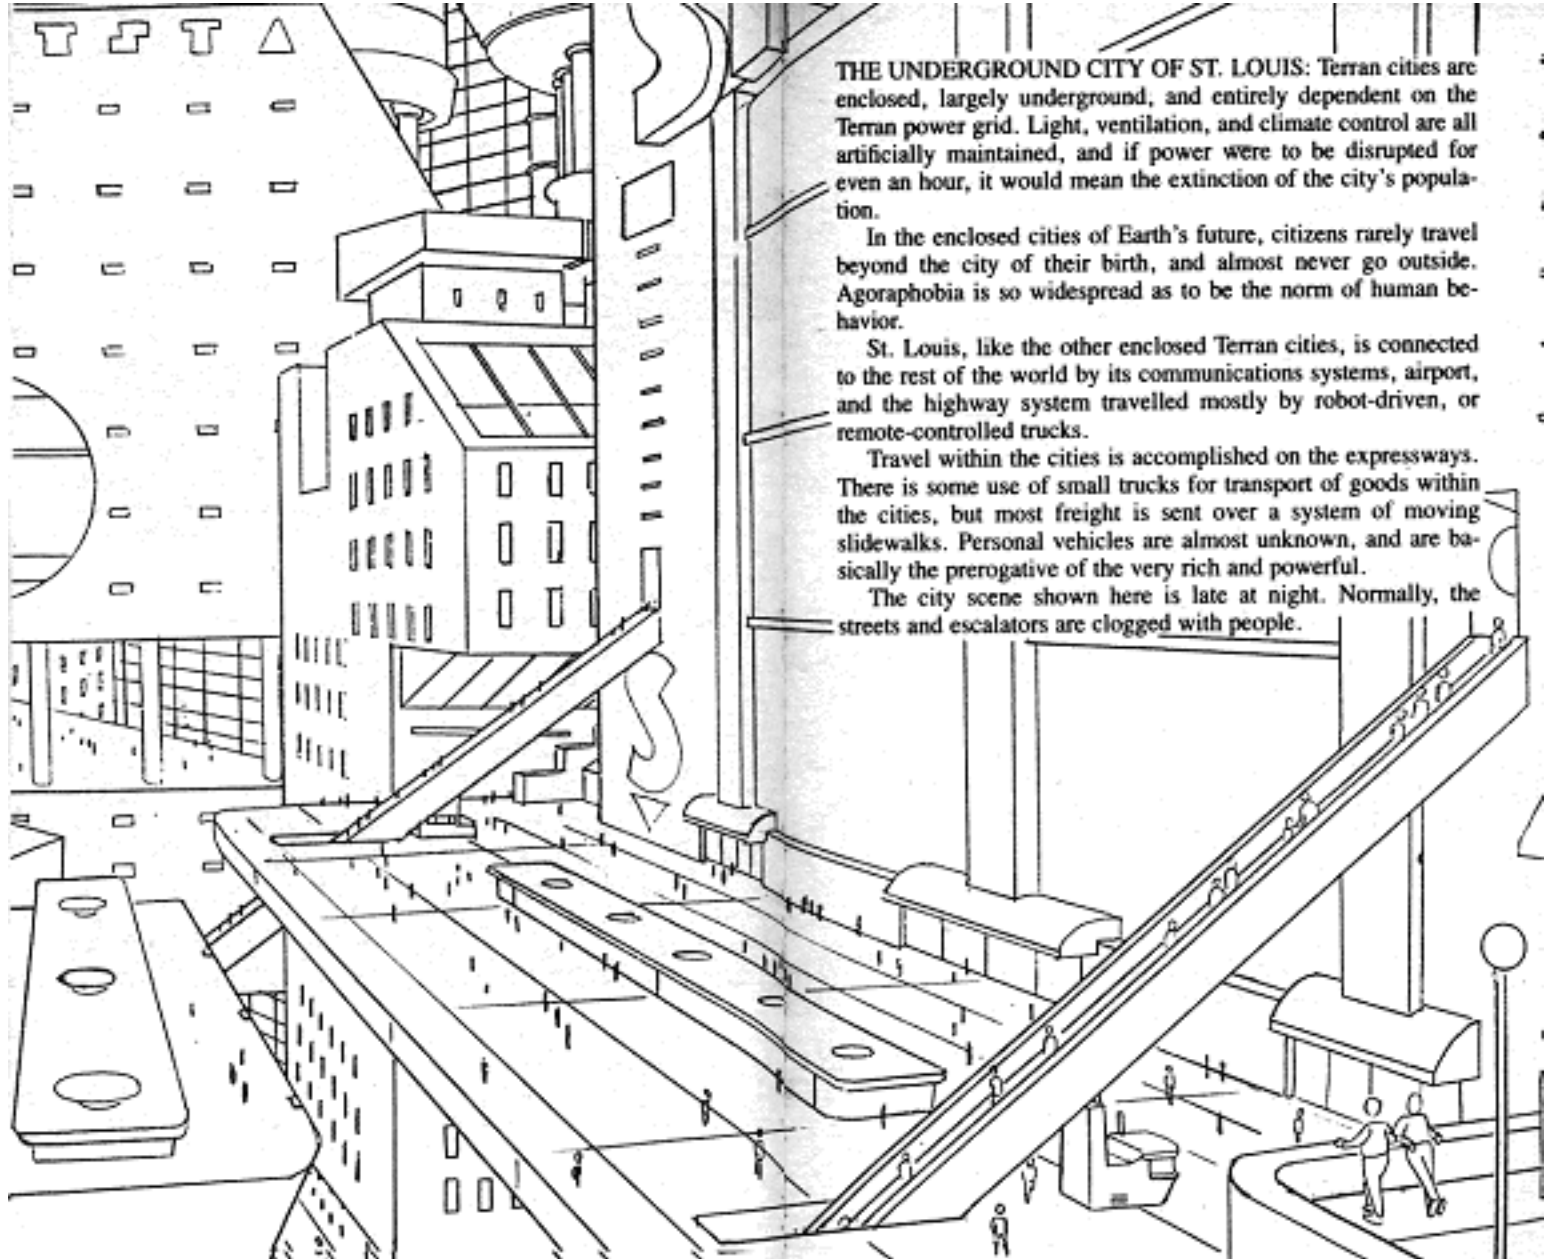 THE UNDERGROUND CITY OF ST. LOUIS: Terran cities are
enclosed, largely underground, and entirely dependent on the
Terran power grid. Light, ventilation, and climate control are all
artificially maintained, and if power were to be disrupted for
even an hour, it would mean the extinction of the city's popula-
tion.
In the enclosed cities of Earth's future, citizens rarely travel
beyond the city of their birth, and almost never go outside.
Agoraphobia is so widespread as to be the norm of human be-
havior.
St. Louis, like the other enclosed Terran cities, is connected
to the rest of the world by its communications systems, airport,
and the highway system travelled mostly by robot-driven, or
remote-controlled trucks.
Travel within the cities is accomplished on the expressways.
There is some use of small trucks for transport of goods within
the cities, but most freight is sent over a system of moving
slidewalks. Personal vehicles are almost unknown, and are ba-
sically the prerogative of the very rich and powerful.
The city scene shown here is late at night. Normally, the
streets and escalators are clogged with people.